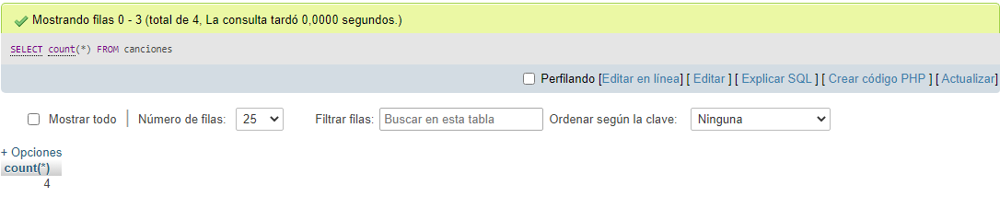 Mostrando filas 0 - 3 (total de 4, La consulta tardó 0,0000 segundos.)
SELECT count(*) FROM canciones
Perfilando [Editar en línea] [ Editar ] [ Explicar SQL ] [ Crear código PHP ] [ Actualizar]
Mostrar todo | Número de filas: 25 Filtrar filas: Buscar en esta tabla Ordenar según la clave: Ninguna
+ Opciones
count(*)
4